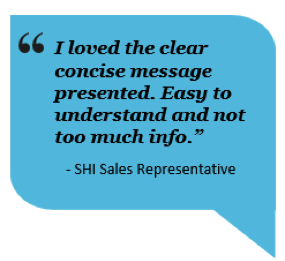 “ I loved the clear
concise message
presented. Easy to
understand and not
too much info.”
- SHI Sales Representative